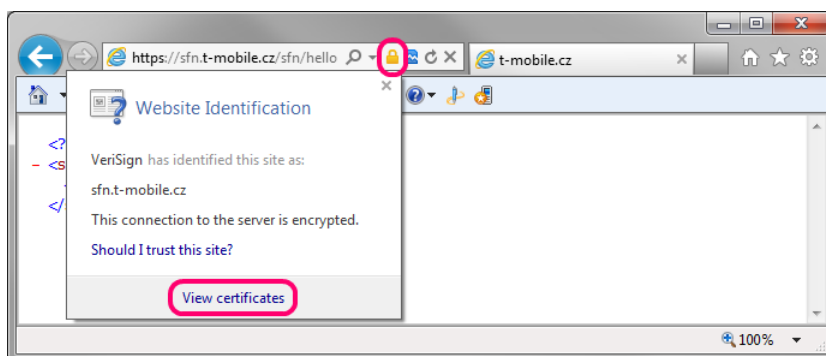 https://sfn.t-mobile.cz/sfn/hello
t-mobile.cz
Website Identification
<?
- <s
VeriSign has identified this site as:
</
sfn.t-mobile.cz
This connection to the server is encrypted.
Should I trust this site?
View certificates
100%